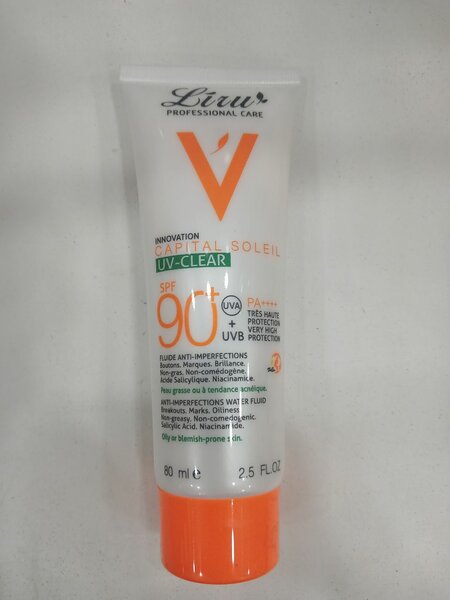 Liru
PROFESSIONAL CARE
V
INNOVATION
CAPITAL SOLEIL
UV-CLEAR
SPF
90+
UVA
+
UVB
PA++++
TRÈS HAUTE
PROTECTION
VERY HIGH
PROTECTION
FLUIDE ANTI-IMPERFECTIONS
Boutons. Marques. Brillance.
Non-gras. Non-comédogène.
Acide Salicylique. Niacinamide.
Peau grasse ou à tendance acnéique.
ANTI-IMPERFECTIONS WATER FLUID
Breakouts. Marks. Oiliness.
Non-greasy. Non-comedogenic.
Salicylic Acid. Niacinamide.
Oily or blemish-prone skin.
80 ml e
2.5 FL.OZ